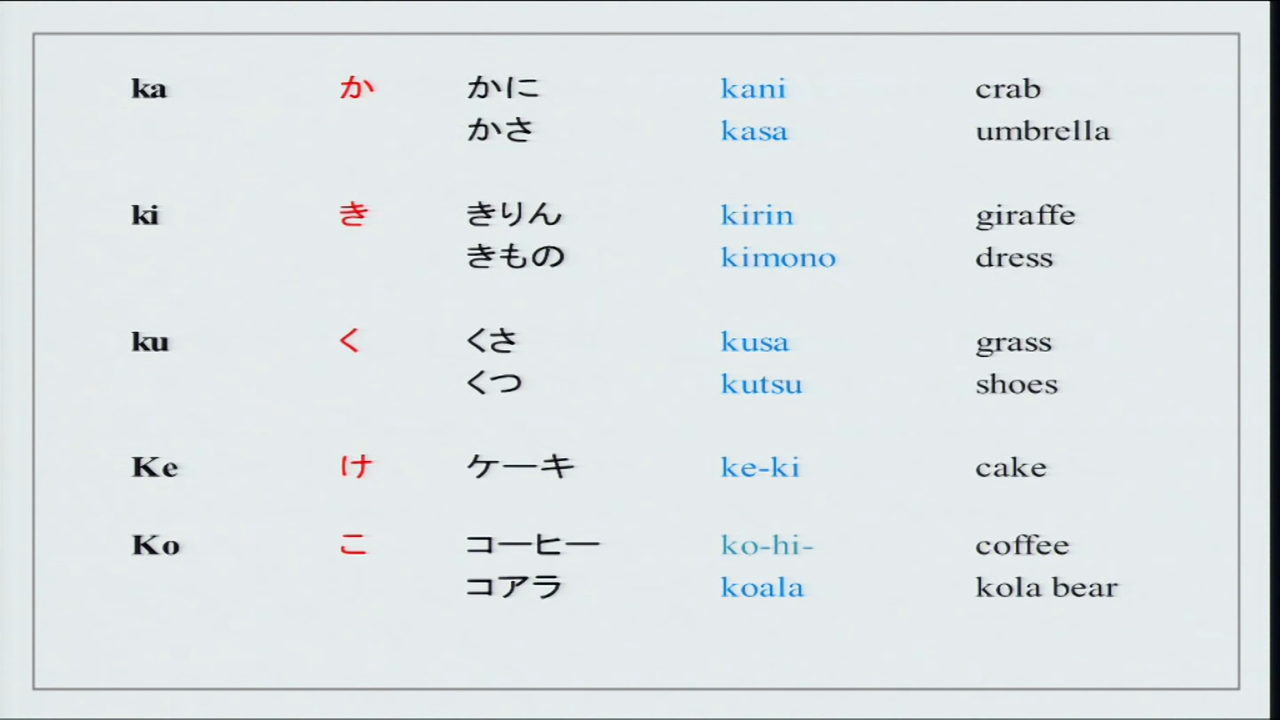 ka か かに kani crab
かさ kasa umbrella
ki き きりん kirin giraffe
きもの kimono dress
ku く くさ kusa grass
くつ kutsu shoes
Ke け ケーキ ke-ki cake
Ko こ コーヒー ko-hi- coffee
コアラ koala kola bear